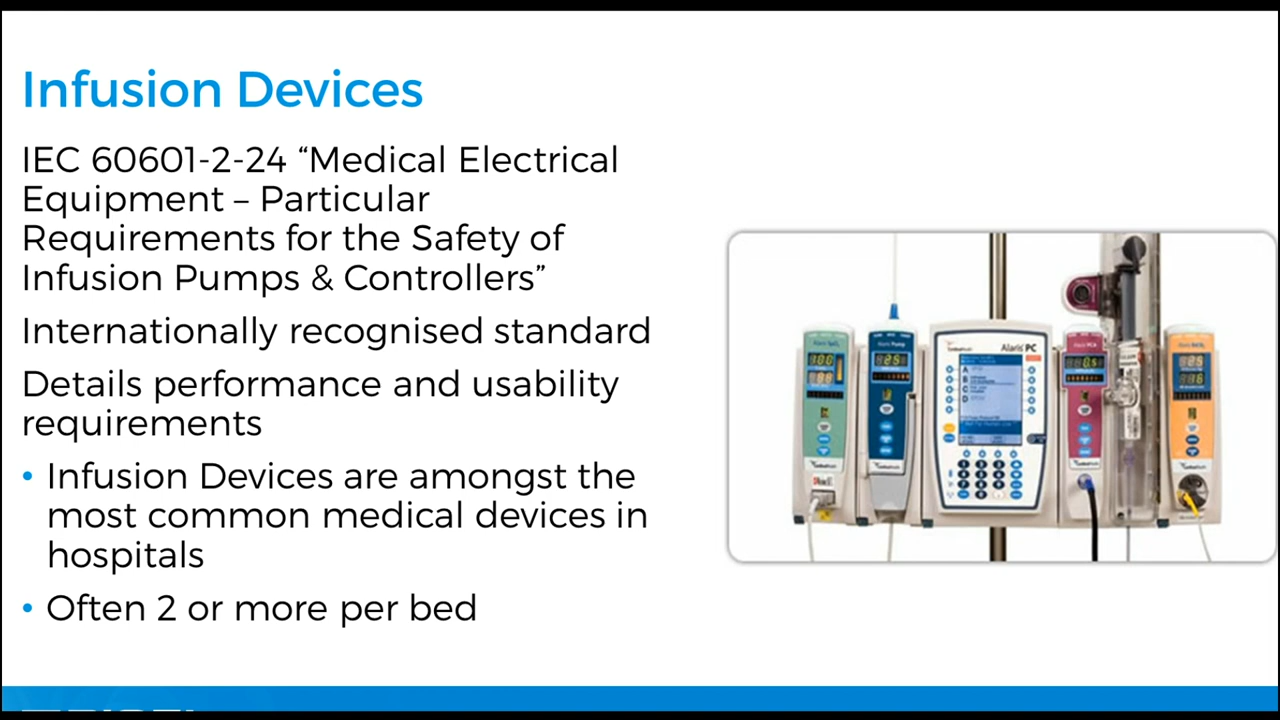 Infusion Devices
IEC 60601-2-24 “Medical Electrical
Equipment – Particular
Requirements for the Safety of
Infusion Pumps & Controllers”
Internationally recognised standard
Details performance and usability
requirements
• Infusion Devices are amongst the
most common medical devices in
hospitals
• Often 2 or more per bed
Alaris PC
Alaris Pump